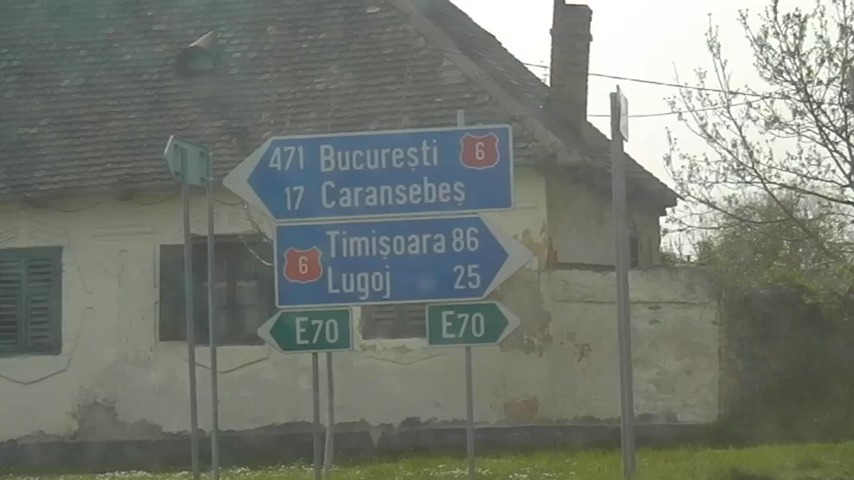 471 București 6
17 Caransebeș
6 Timișoara 86
Lugoj 25
E70
E70